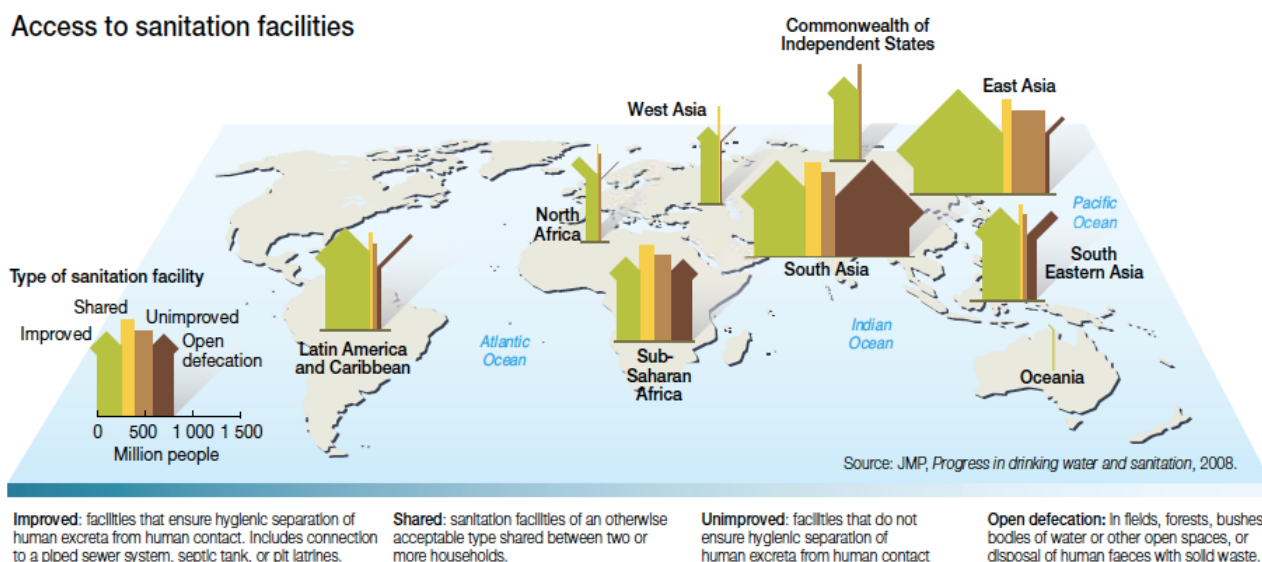 Access to sanitation facilities
Commonwealth of
Independent States
East Asia
West Asia
North
Africa
Pacific
Ocean
South Asia
South
Eastern Asia
Type of sanitation facility
Shared
Unimproved
Improved
Open
defecation
Latin America
and Caribbean
Atlantic
Ocean
Sub-
Saharan
Africa
Indian
Ocean
Oceania
0 500 1 000 1 500
Million people
Source: JMP, Progress in drinking water and sanitation, 2008.
Improved: facilities that ensure hygienic separation of
human excreta from human contact. Includes connection
to a piped sewer system, septic tank, or pit latrines.
Shared: sanitation facilities of an otherwise
acceptable type shared between two or
more households.
Unimproved: facilities that do not
ensure hygienic separation of
human excreta from human contact
Open defecation: in fields, forests, bushes
bodies of water or other open spaces, or
disposal of human faeces with solid waste.